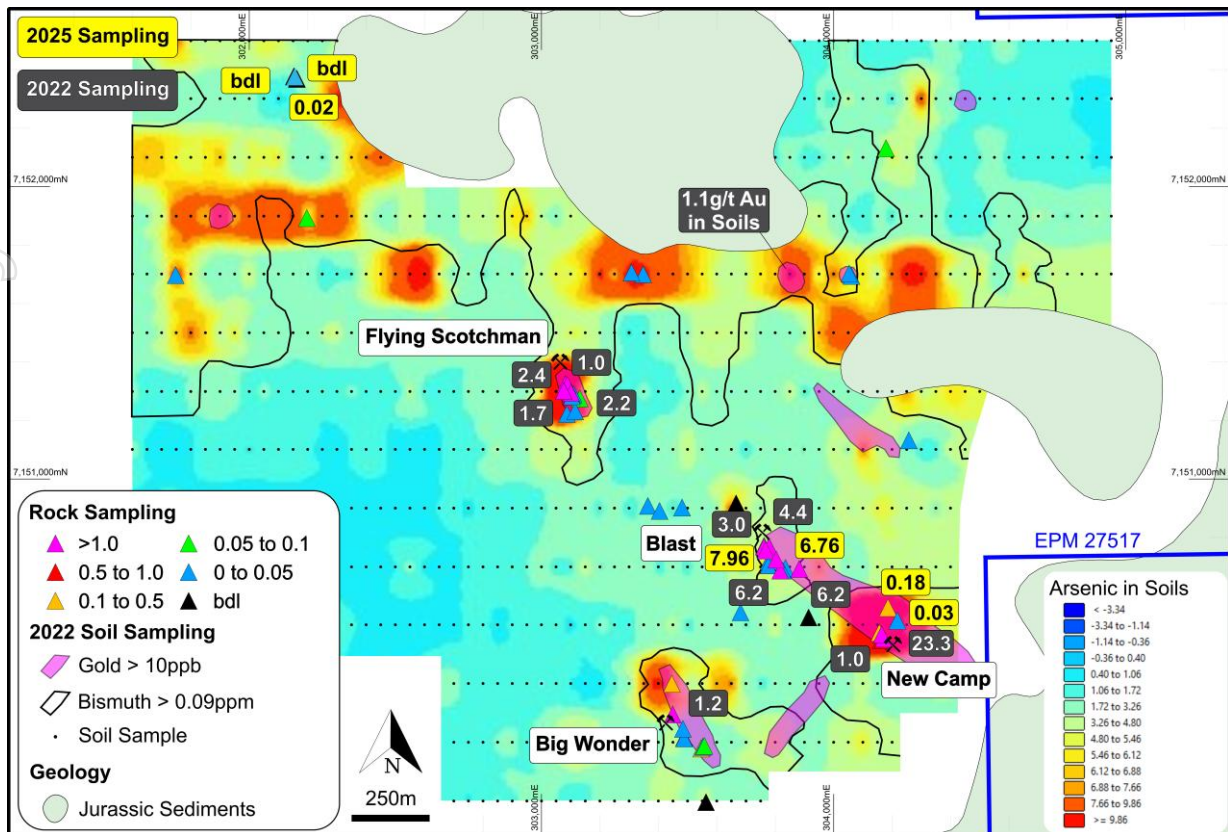 2025 Sampling
2022 Sampling
302,000mE
303,000mE
304,000mE
305,000mE
bdl
bdl
0.02
7,152,000mN
7,152,000mN
1.1g/t Au
in Soils
Flying Scotchman
2.4
1.0
1.7
2.2
7,151,000mN
7,151,000mN
3.0
4.4
Blast
7.96
6.76
6.2
6.2
0.18
0.03
23.3
1.0
New Camp
1.2
Big Wonder
EPM 27517
Rock Sampling
>1.0
0.05 to 0.1
0.5 to 1.0
0 to 0.05
0.1 to 0.5
bdl
2022 Soil Sampling
Gold > 10ppb
Bismuth > 0.09ppm
Soil Sample
Geology
Jurassic Sediments
N
250m
303,000mE
304,000mE
Arsenic in Soils
< -3.34
-3.34 to -1.14
-1.14 to -0.36
-0.36 to 0.40
0.40 to 1.06
1.06 to 1.72
1.72 to 3.26
3.26 to 4.80
4.80 to 5.46
5.46 to 6.12
6.12 to 6.88
6.88 to 7.66
7.66 to 9.86
>= 9.86